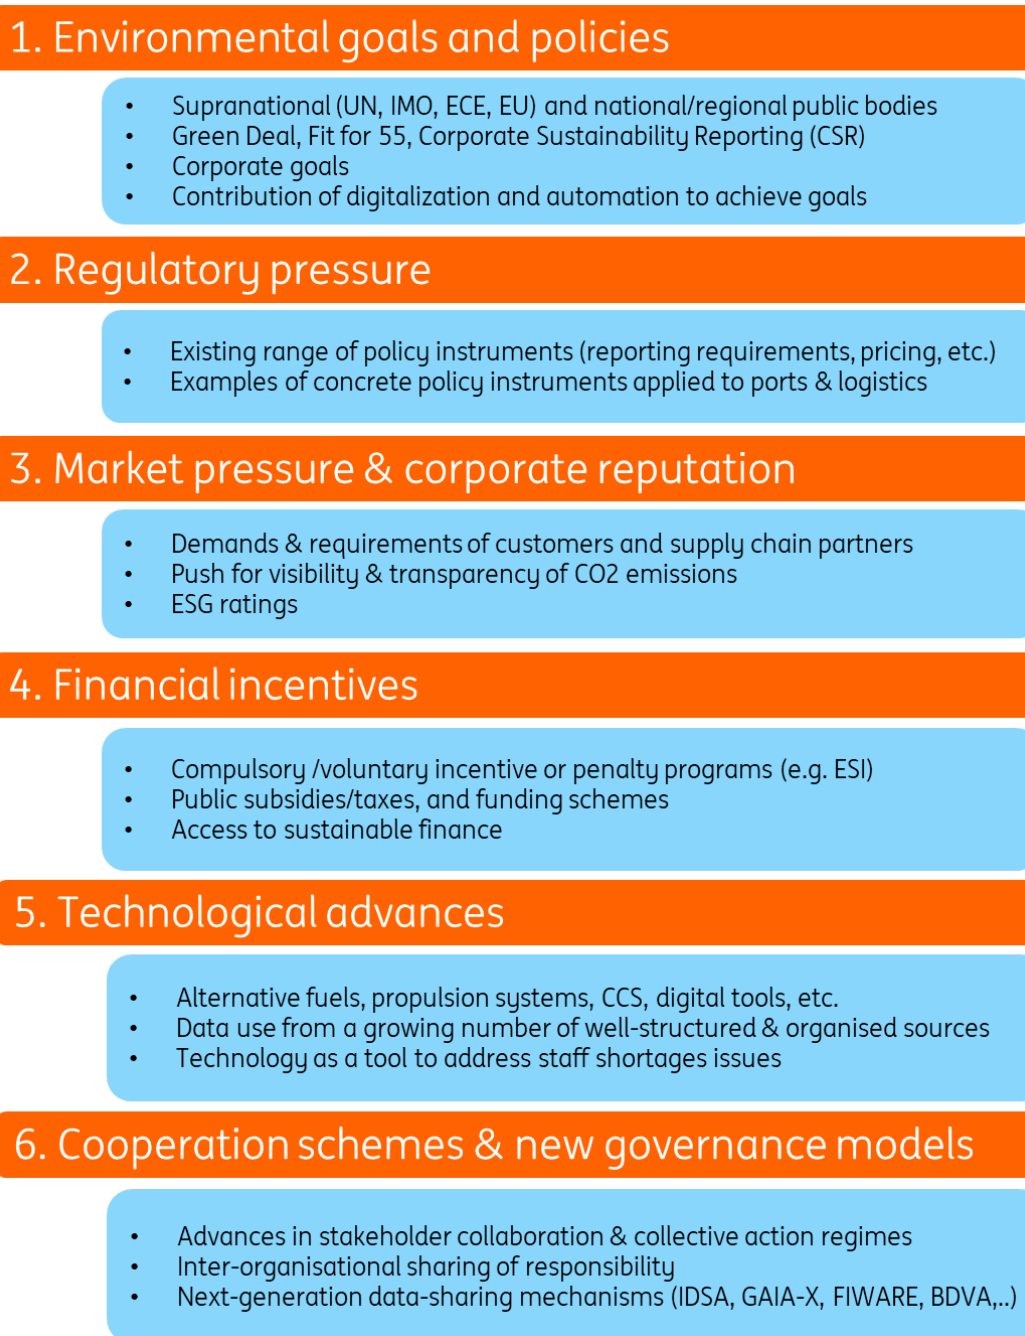 1. Environmental goals and policies
• Supranational (UN, IMO, ECE, EU) and national/regional public bodies
• Green Deal, Fit for 55, Corporate Sustainability Reporting (CSR)
• Corporate goals
• Contribution of digitalization and automation to achieve goals
2. Regulatory pressure
• Existing range of policy instruments (reporting requirements, pricing, etc.)
• Examples of concrete policy instruments applied to ports & logistics
3. Market pressure & corporate reputation
• Demands & requirements of customers and supply chain partners
• Push for visibility & transparency of CO2 emissions
• ESG ratings
4. Financial incentives
• Compulsory /voluntary incentive or penalty programs (e.g. ESI)
• Public subsidies/taxes, and funding schemes
• Access to sustainable finance
5. Technological advances
• Alternative fuels, propulsion systems, CCS, digital tools, etc.
• Data use from a growing number of well-structured & organised sources
• Technology as a tool to address staff shortages issues
6. Cooperation schemes & new governance models
• Advances in stakeholder collaboration & collective action regimes
• Inter-organisational sharing of responsibility
• Next-generation data-sharing mechanisms (IDSA, GAIA-X, FIWARE, BDVA,..)